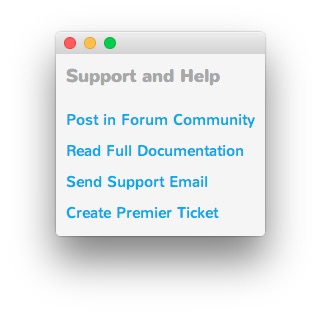 Support and Help
Post in Forum Community
Read Full Documentation
Send Support Email
Create Premier Ticket